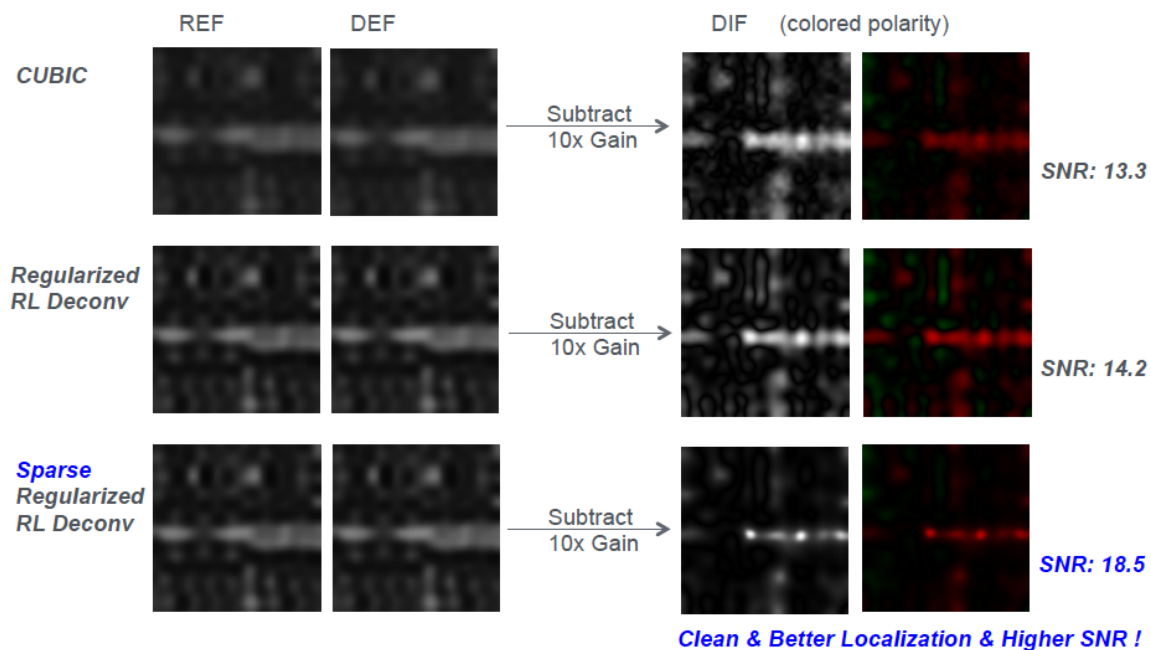 REF DEF DIF (colored polarity)
CUBIC
Subtract
10x Gain
SNR: 13.3
Regularized
RL Deconv
Subtract
10x Gain
SNR: 14.2
Sparse
Regularized
RL Deconv
Subtract
10x Gain
SNR: 18.5
Clean & Better Localization & Higher SNR !